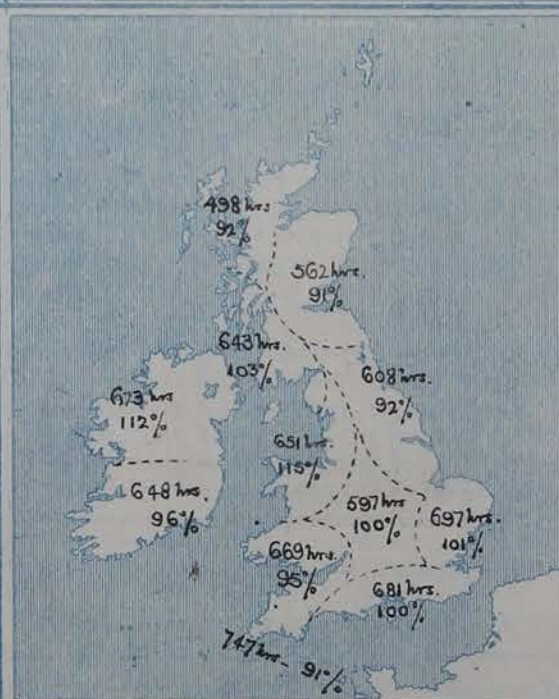 498 hrs
92%
562 hrs.
91%
643 hrs.
103%
608 hrs.
92%
673 hrs
112%
651 hrs.
115%
648 hrs.
96%
597 hrs
100%
697 hrs.
101%
669 hrs.
95%
681 hrs.
100%
747 hrs - 91%